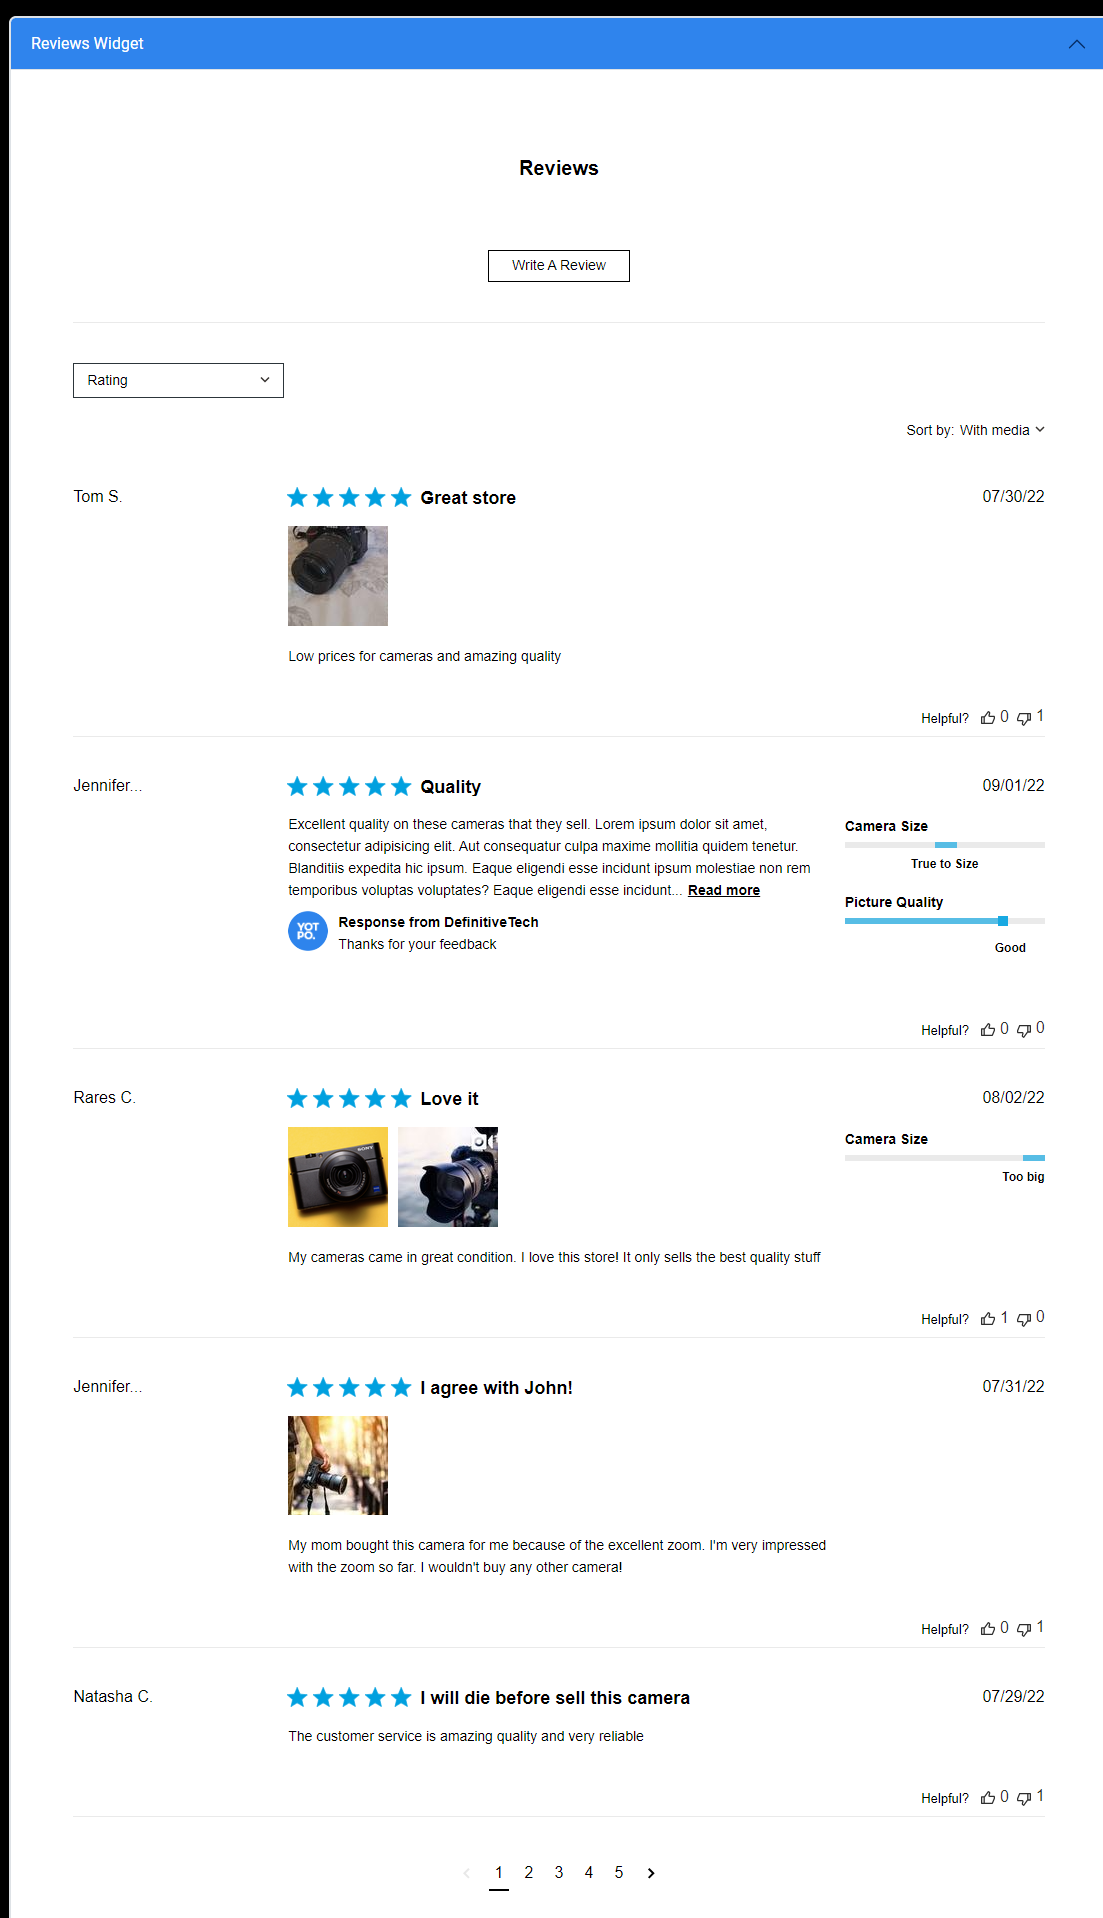 Reviews Widget
Reviews
Write A Review
Rating
Sort by: With media
Tom S.
Great store
07/30/22
Low prices for cameras and amazing quality
Helpful? 0 1
Jennifer...
Quality
09/01/22
Excellent quality on these cameras that they sell. Lorem ipsum dolor sit amet,
consectetur adipisicing elit. Aut consequatur culpa maxime mollitia quidem tenetur.
Blanditiis expedita hic ipsum. Eaque eligendi esse incidunt ipsum molestiae non rem
temporibus voluptas voluptates? Eaque eligendi esse incidunt... Read more
Camera Size
True to Size
Picture Quality
Good
YOT
PO.
Response from DefinitiveTech
Thanks for your feedback
Helpful? 0 0
Rares C.
Love it
08/02/22
SONY
Camera Size
Too big
My cameras came in great condition. I love this store! It only sells the best quality stuff
Helpful? 1 0
Jennifer...
I agree with John!
07/31/22
My mom bought this camera for me because of the excellent zoom. I'm very impressed
with the zoom so far. I wouldn't buy any other camera!
Helpful? 0 1
Natasha C.
I will die before sell this camera
07/29/22
The customer service is amazing quality and very reliable
Helpful? 0 1
1 2 3 4 5